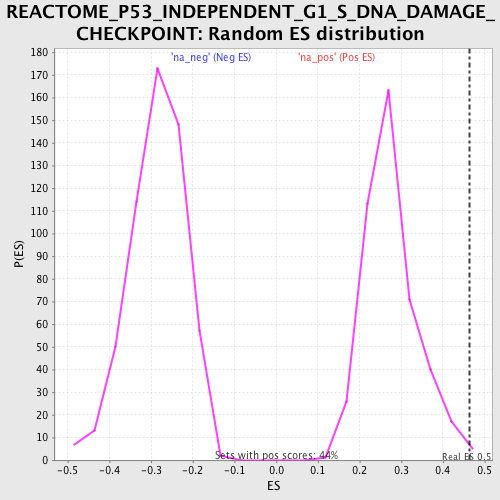 REACTOME_P53_INDEPENDENT_G1_S_DNA_DAMAGE_
CHECKPOINT: Random ES distribution
'na_neg' (Neg ES)
'na_pos' (Pos ES)
180
170
160
150
140
130
120
110
100
90
80
70
60
50
40
30
20
10
0
P(ES)
Sets with pos scores: 44%
Real ES 0.5
-0.5 -0.4 -0.3 -0.2 -0.1 0.0 0.1 0.2 0.3 0.4 0.5
ES